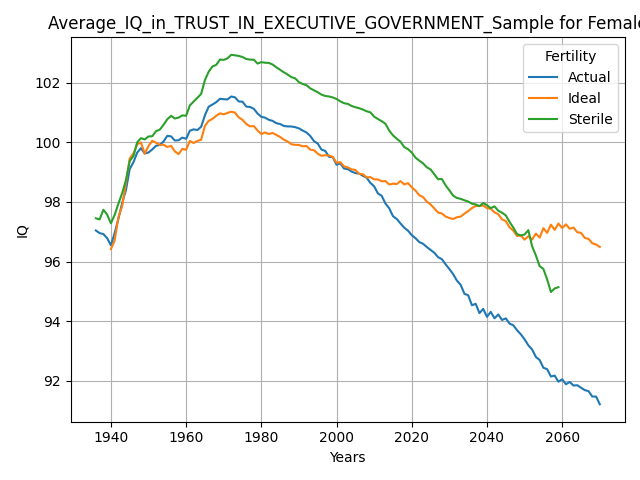 Average_IQ_in_TRUST_IN_EXECUTIVE_GOVERNMENT_Sample for Female
Fertility
Actual
Ideal
Sterile
102
100
98
96
94
92
IQ
1940 1960 1980 2000 2020 2040 2060
Years